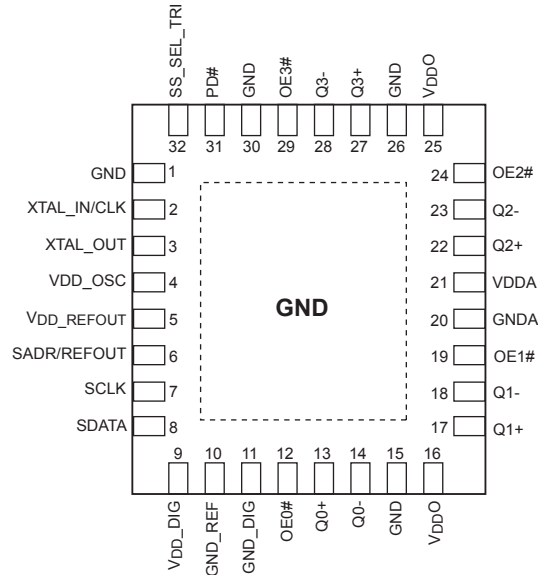 SS_SEL_TRI
PD#
GND
OE3#
Q3-
Q3+
GND
VDDO
32
31
30
29
28
27
26
25
GND 1
XTAL_IN/CLK 2
XTAL_OUT 3
VDD_OSC 4
VDD_REFOUT 5
SADR/REFOUT 6
SCLK 7
SDATA 8
GND
24 OE2#
23 Q2-
22 Q2+
21 VDDA
20 GNDA
19 OE1#
18 Q1-
17 Q1+
9
10
11
12
13
14
15
16
VDD_DIG
GND_REF
GND_DIG
OE0#
Q0+
Q0-
GND
VDDO